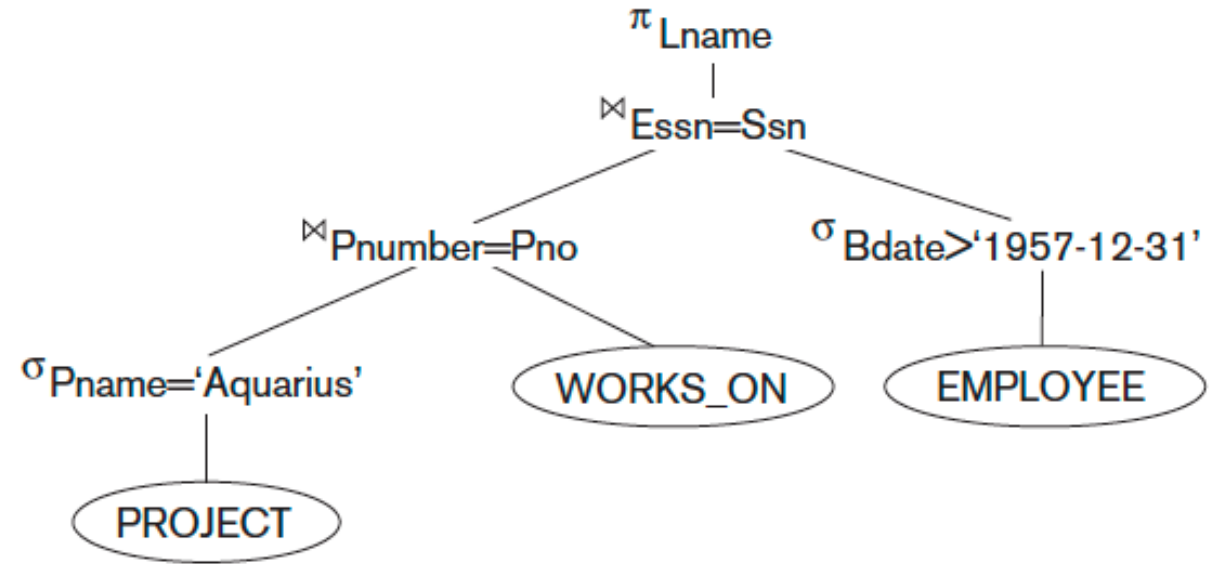 π Lname
⋈ Essn=Ssn
⋈ Pnumber=Pno
σ Bdate>‘1957-12-31’
σ Pname=‘Aquarius’
WORKS_ON
EMPLOYEE
PROJECT